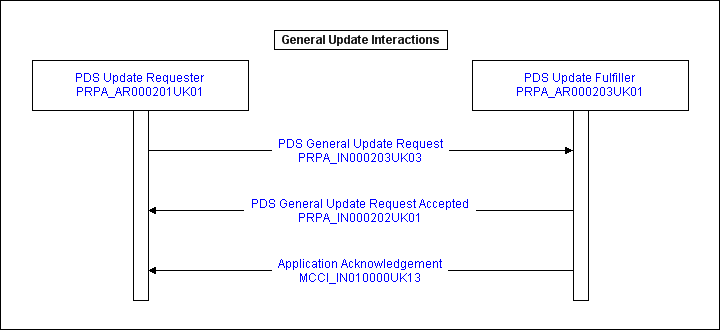 General Update Interactions
PDS Update Requester
PRPA_AR000201UK01
PDS Update Fulfiller
PRPA_AR000203UK01
PDS General Update Request
PRPA_IN000203UK03
PDS General Update Request Accepted
PRPA_IN000202UK01
Application Acknowledgement
MCCI_IN010000UK13